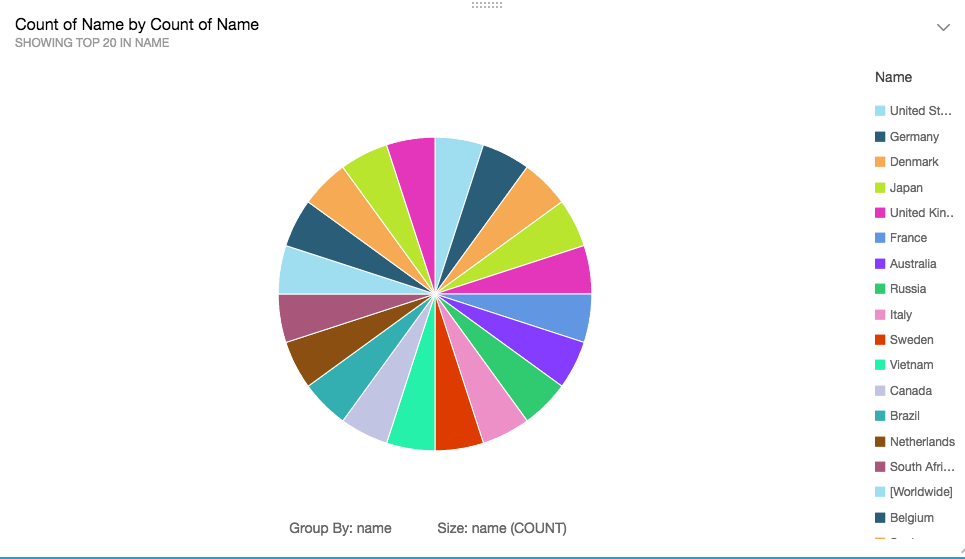 Count of Name by Count of Name
SHOWING TOP 20 IN NAME
Name
United St...
Germany
Denmark
Japan
United Kin..
France
Australia
Russia
Italy
Sweden
Vietnam
Canada
Brazil
Netherlands
South Afri...
[Worldwide]
Belgium
Group By: name
Size: name (COUNT)